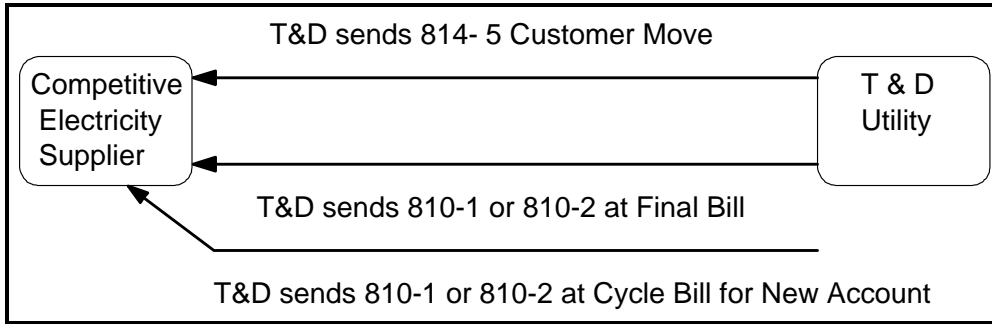 T&D sends 814- 5 Customer Move
Competitive
Electricity
Supplier
T & D
Utility
T&D sends 810-1 or 810-2 at Final Bill
T&D sends 810-1 or 810-2 at Cycle Bill for New Account